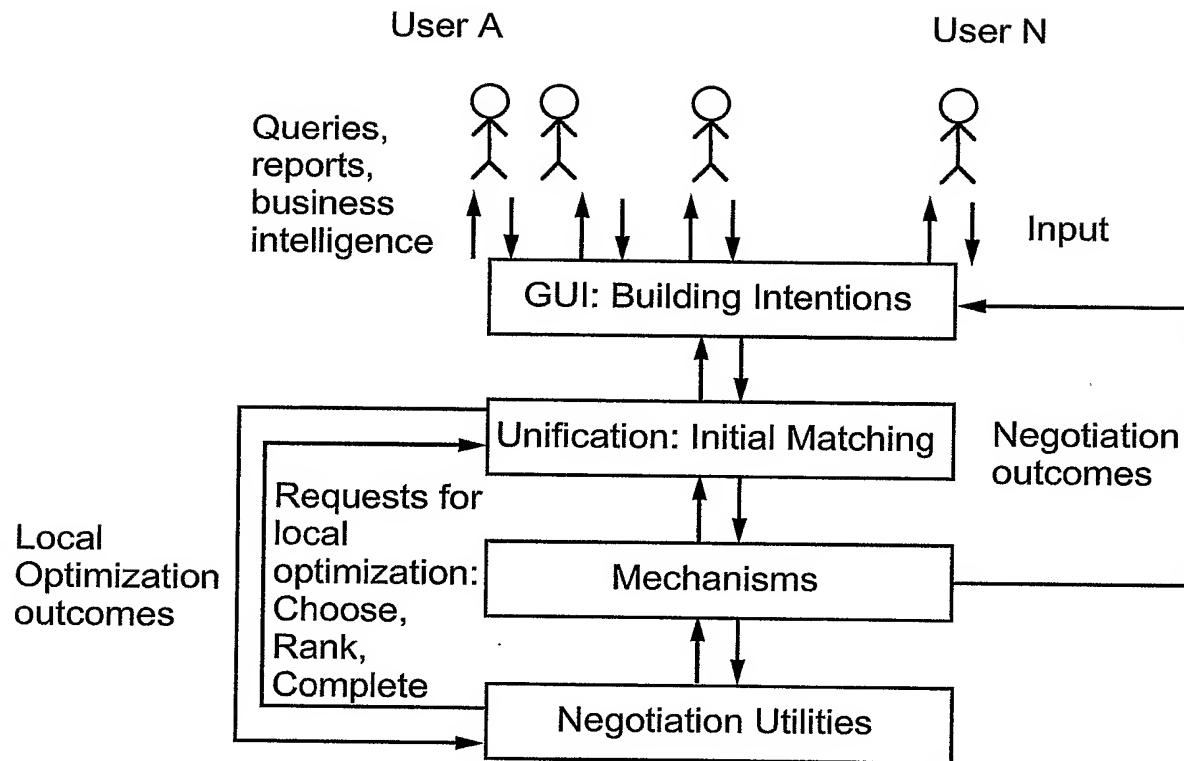 User A
User N
Queries,
reports,
business
intelligence
Input
GUI: Building Intentions
Unification: Initial Matching
Negotiation
outcomes
Requests for
local
optimization:
Choose,
Rank,
Complete
Local
Optimization
outcomes
Mechanisms
Negotiation Utilities